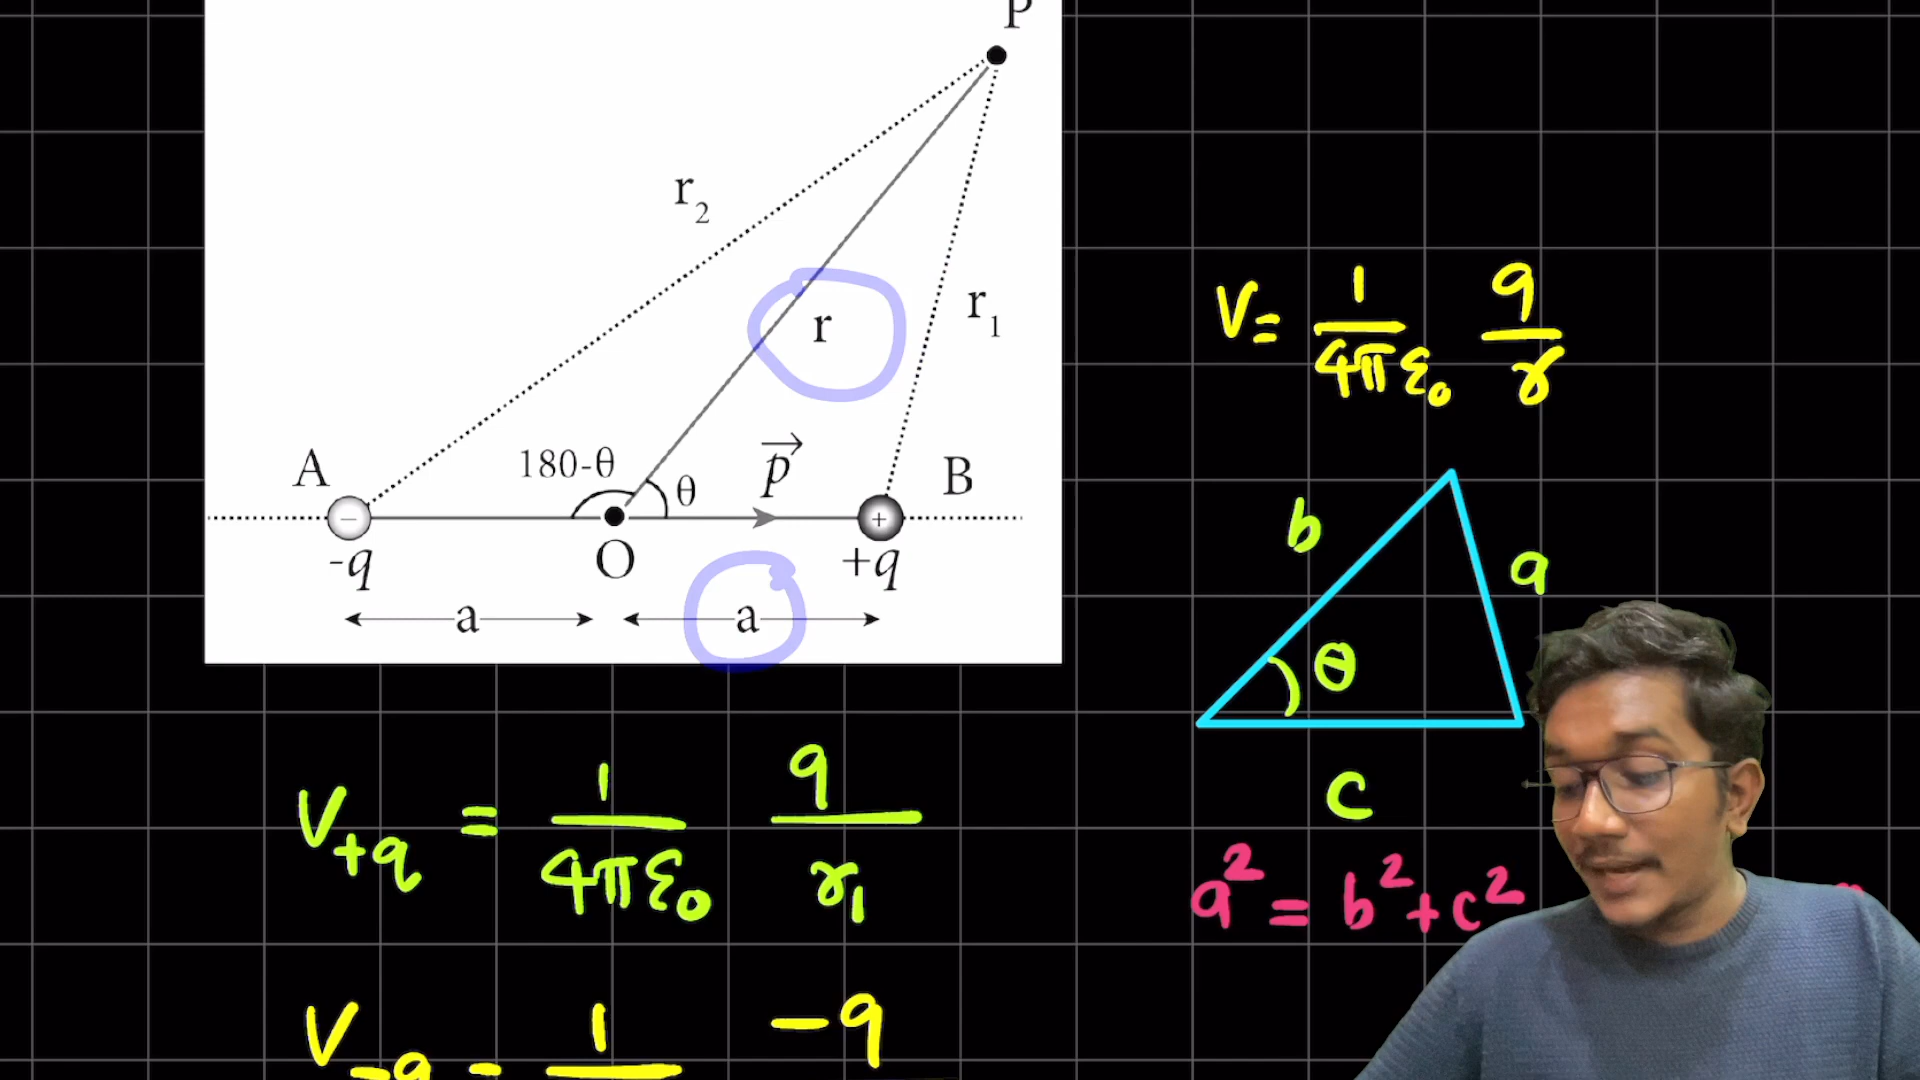 P
r₂
r
r₁
A
180-θ
θ
p⃗
B
−
+
-q
O
+q
a
a
V= 1/4πε₀ q/r
b
a
θ
c
a² = b²+c²
V₊q = 1/4πε₀ q/r₁
V₋q = 1 -q